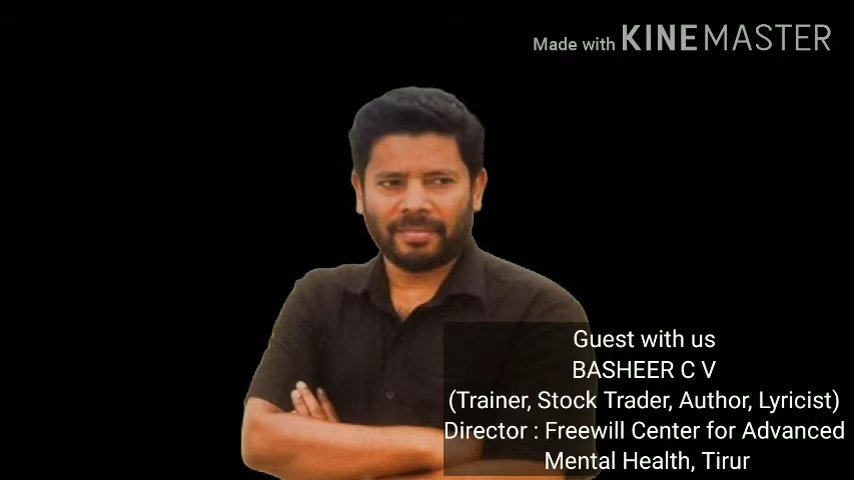 Made with KINEMASTER
Guest with us
BASHEER C V
(Trainer, Stock Trader, Author, Lyricist)
Director : Freewill Center for Advanced
Mental Health, Tirur